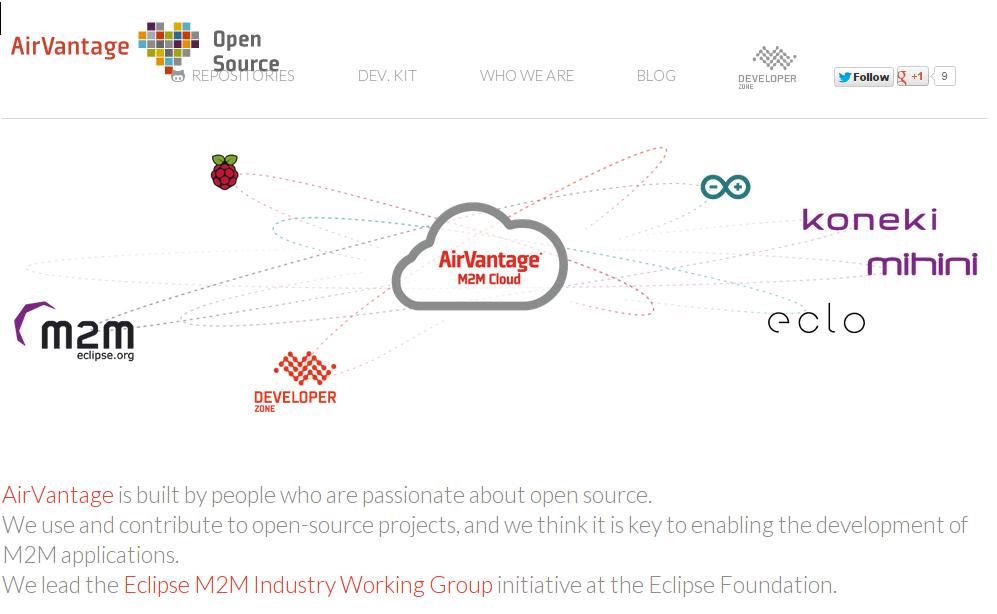 AirVantage Open
Source
REPOSITORIES DEV. KIT WHO WE ARE BLOG DEVELOPER
ZONE
Follow g +1 9
koneki
AirVantage
M2M Cloud
mihini
m2m
eclipse.org
eclo
DEVELOPER
ZONE
AirVantage is built by people who are passionate about open source.
We use and contribute to open-source projects, and we think it is key to enabling the development of
M2M applications.
We lead the Eclipse M2M Industry Working Group initiative at the Eclipse Foundation.